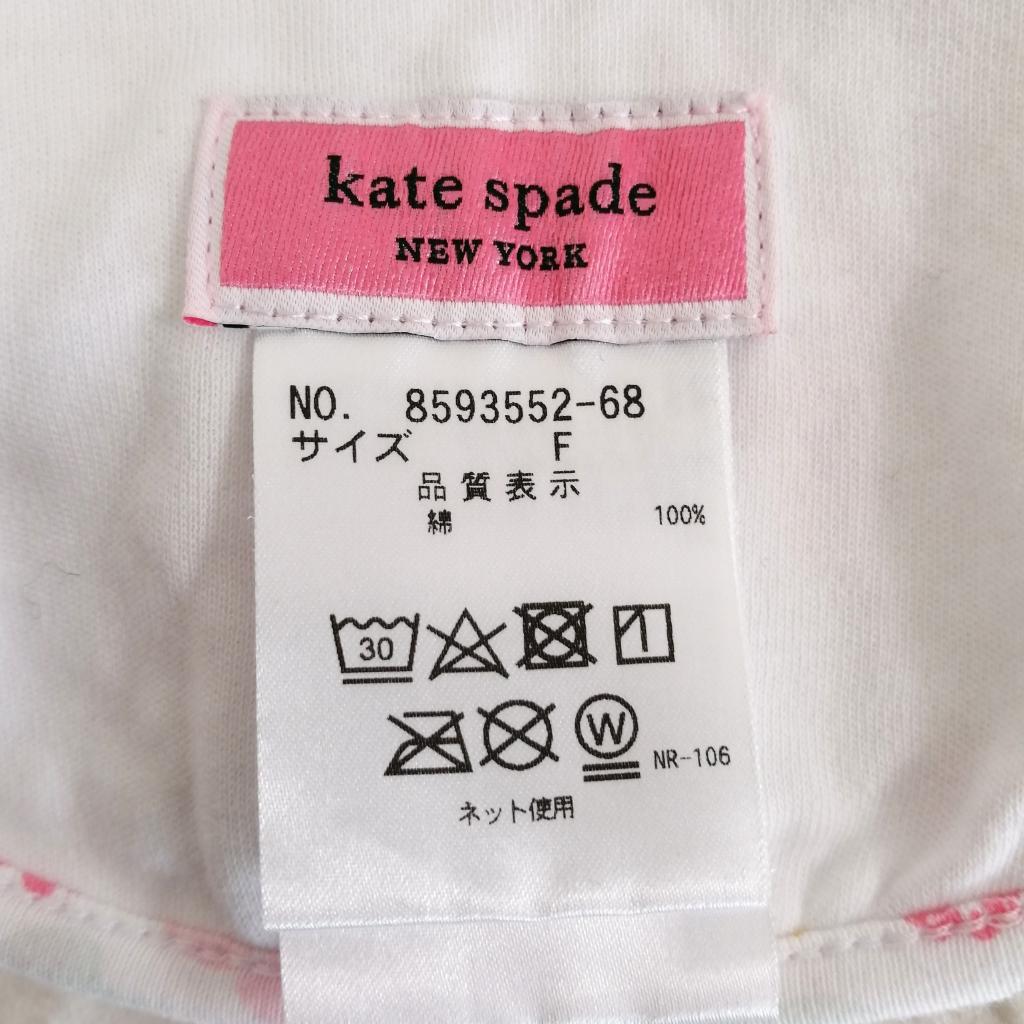 kate spade
NEW YORK
NO. 8593552-68
サイズ F
品質表示
綿 100%
30
W NR-106
ネット使用